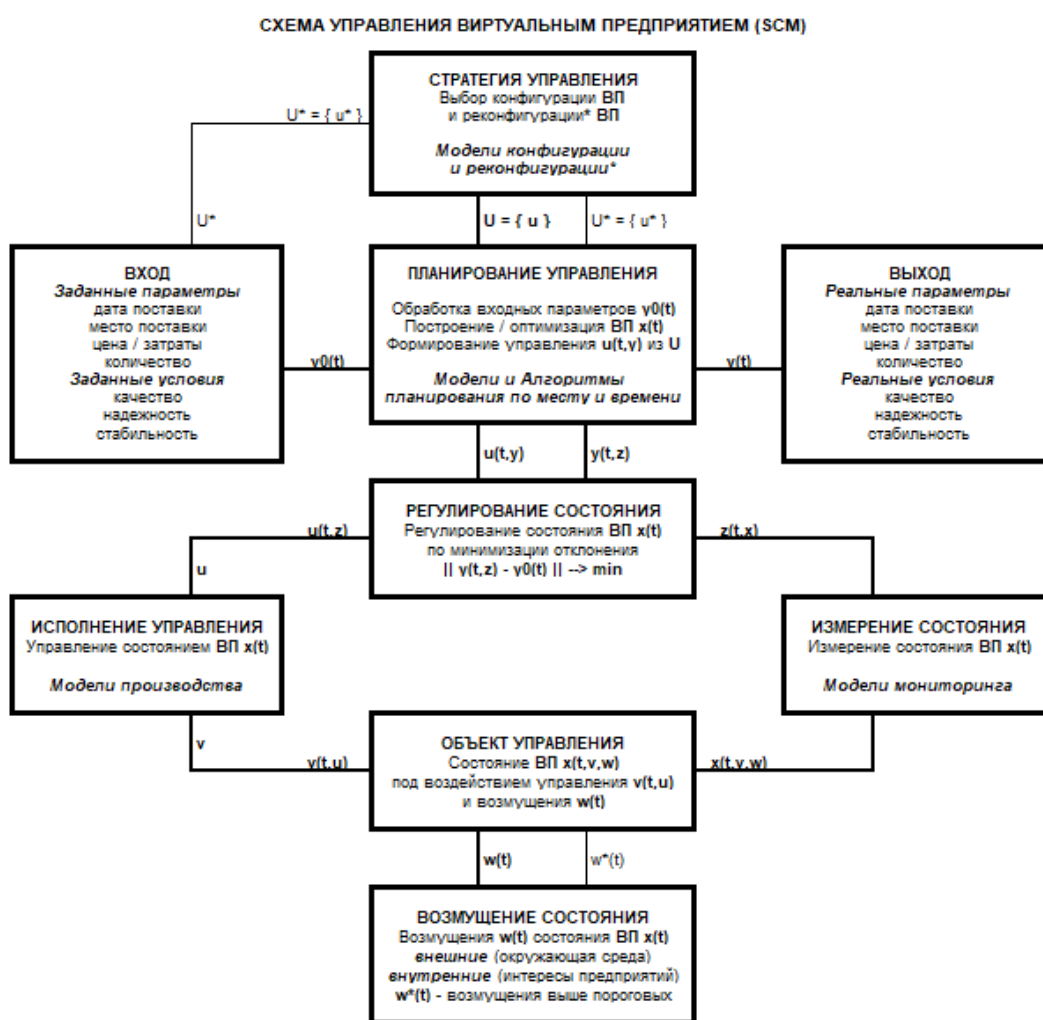 СХЕМА УПРАВЛЕНИЯ ВИРТУАЛЬНЫМ ПРЕДПРИЯТИЕМ (SCM)
СТРАТЕГИЯ УПРАВЛЕНИЯ
Выбор конфигурации ВП
и реконфигурации* ВП
Модели конфигурации
и реконфигурации*
U* = { u* }
U*
U = { u }
U* = { u* }
ВХОД
Заданные параметры
дата поставки
место поставки
цена / затраты
количество
Заданные условия
качество
надежность
стабильность
y0(t)
ПЛАНИРОВАНИЕ УПРАВЛЕНИЯ
Обработка входных параметров y0(t)
Построение / оптимизация ВП x(t)
Формирование управления u(t,y) из U
Модели и Алгоритмы
планирования по месту и времени
y(t)
ВЫХОД
Реальные параметры
дата поставки
место поставки
цена / затраты
количество
Реальные условия
качество
надежность
стабильность
u(t,y)
y(t,z)
РЕГУЛИРОВАНИЕ СОСТОЯНИЯ
Регулирование состояния ВП x(t)
по минимизации отклонения
|| y(t,z) - y0(t) || --> min
u(t,z)
u
z(t,x)
ИСПОЛНЕНИЕ УПРАВЛЕНИЯ
Управление состоянием ВП x(t)
Модели производства
ИЗМЕРЕНИЕ СОСТОЯНИЯ
Измерение состояния ВП x(t)
Модели мониторинга
v
v(t,u)
ОБЪЕКТ УПРАВЛЕНИЯ
Состояние ВП x(t,v,w)
под воздействием управления v(t,u)
и возмущения w(t)
x(t,v,w)
w(t)
w*(t)
ВОЗМУЩЕНИЕ СОСТОЯНИЯ
Возмущения w(t) состояния ВП x(t)
внешние (окружающая среда)
внутренние (интересы предприятий)
w*(t) - возмущения выше пороговых